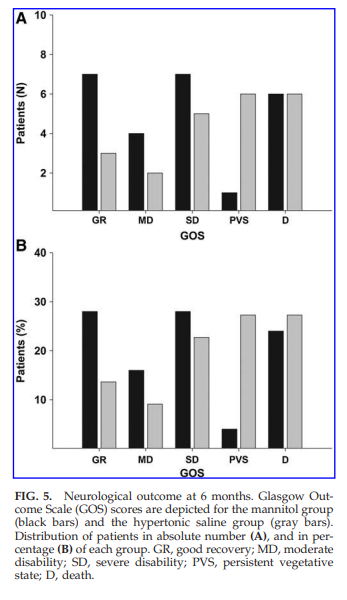 A
10
8
6
4
2
Patients (N)
GR MD SD PVS D
GOS
B
40
30
20
10
Patients (%)
GR MD SD PVS D
GOS
FIG. 5. Neurological outcome at 6 months. Glasgow Out-
come Scale (GOS) scores are depicted for the mannitol group
(black bars) and the hypertonic saline group (gray bars).
Distribution of patients in absolute number (A), and in per-
centage (B) of each group. GR, good recovery; MD, moderate
disability; SD, severe disability; PVS, persistent vegetative
state; D, death.